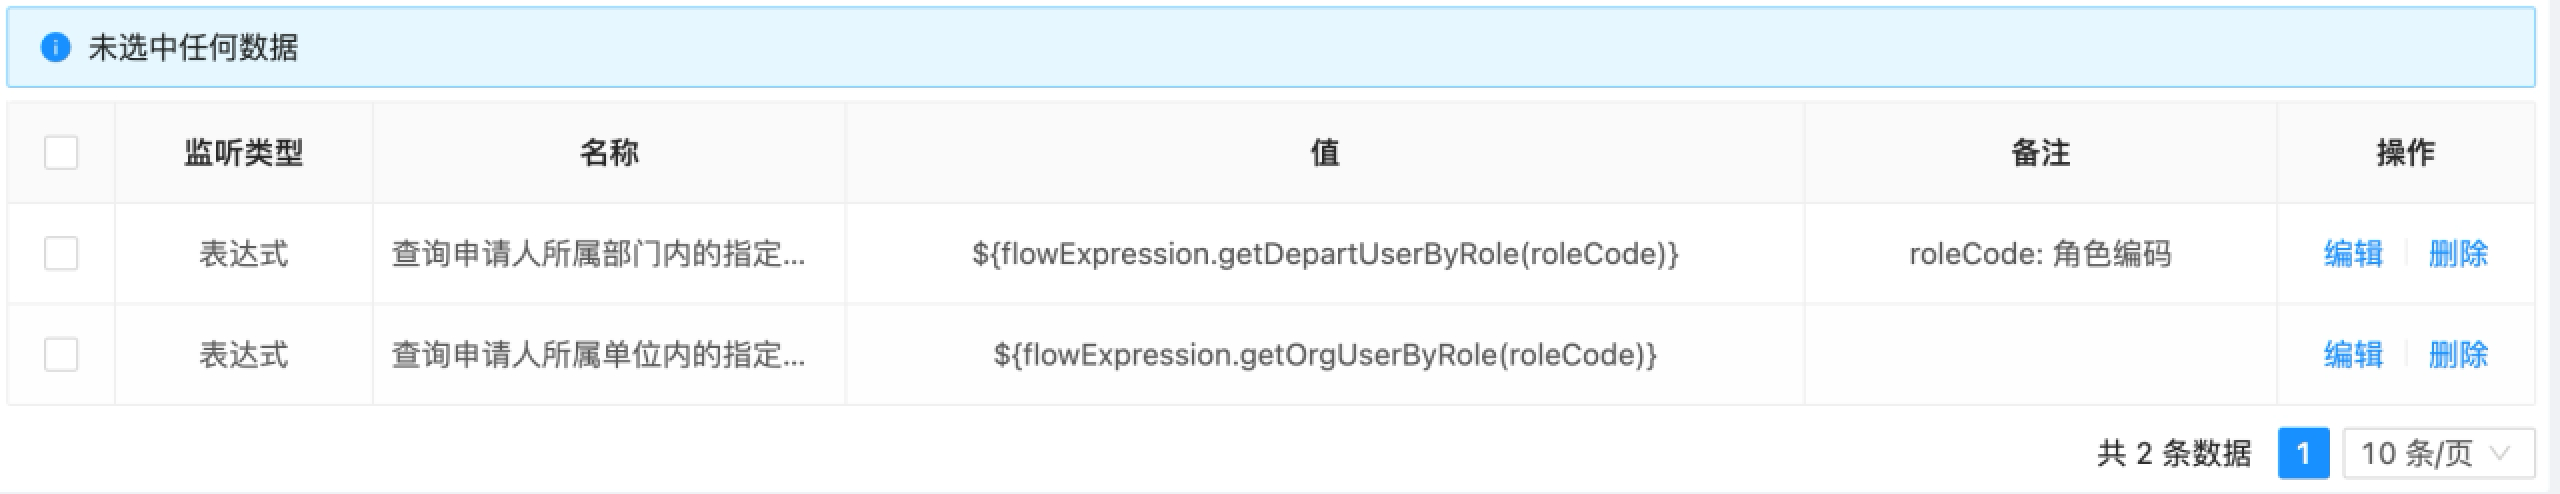 未选中任何数据
监听类型 名称 值 备注 操作
表达式 查询申请人所属部门内的指定... ${flowExpression.getDepartUserByRole(roleCode)} roleCode: 角色编码 编辑 删除
表达式 查询申请人所属单位内的指定... ${flowExpression.getOrgUserByRole(roleCode)} 编辑 删除
共 2 条数据 1 10 条/页